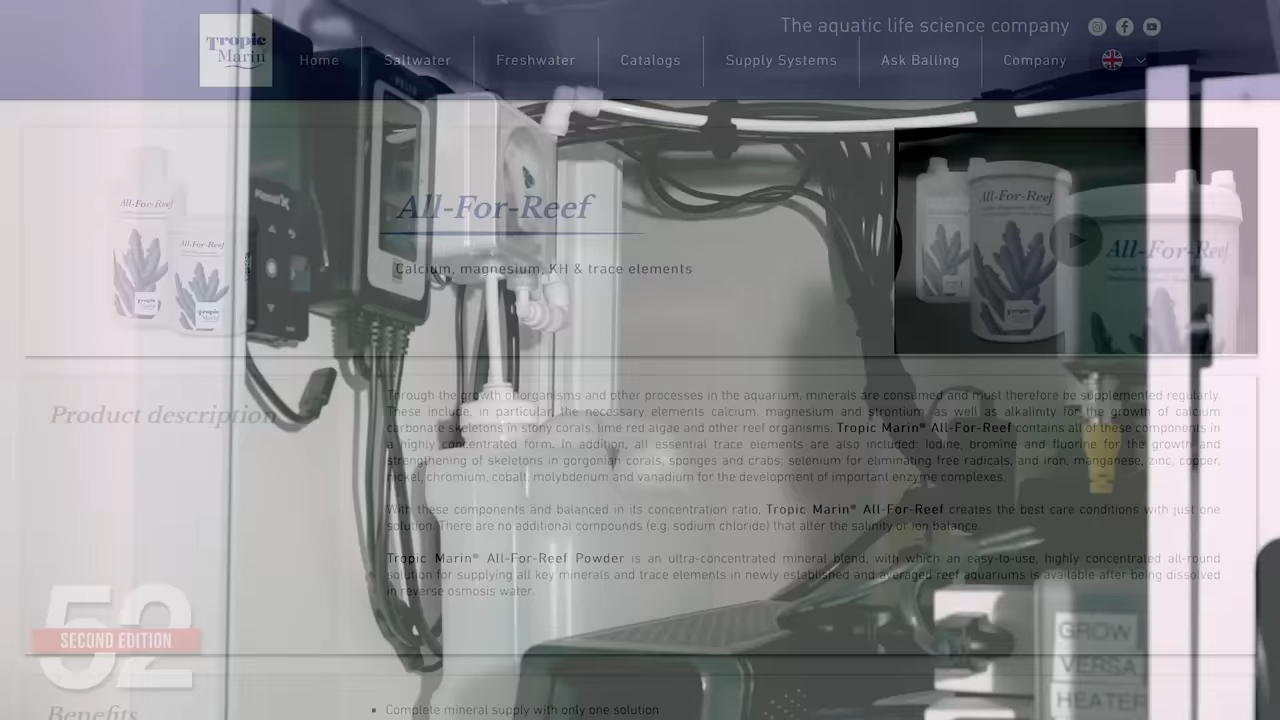 The aquatic life science company
Tropic
Marin
Home
Saltwater
Freshwater
Catalogs
Supply Systems
Ask Balling
Company
All-For-Reef
All-For-Reef
All-For-Reef
Calcium, magnesium, KH & trace elements
All-For-Reef
All-For-Reef
Product description
Through the growth of organisms and other processes in the aquarium, minerals are consumed and must therefore be supplemented regularly.
These include, in particular, the necessary elements calcium, magnesium and strontium as well as alkalinity for the growth of calcium
carbonate skeletons of stony corals, lime red algae and other reef organisms. Tropic Marin® All-For-Reef contains all of these components in
a highly concentrated form. In addition, all essential trace elements are also included: Iodine, bromine and fluorine for the growth and
strengthening of skeletons in gorgonian corals, sponges and crabs; selenium for eliminating free radicals, and iron, manganese, zinc, copper,
nickel, chromium, cobalt, molybdenum and vanadium for the development of important enzyme complexes.
With these components and balanced in its concentration ratio, Tropic Marin® All-For-Reef creates the best care conditions with just one
solution. There are no additional compounds (e.g. sodium chloride) that alter the salinity or ion balance.
Tropic Marin® All-For-Reef Powder is an ultra-concentrated mineral blend, with which an easy-to-use, highly concentrated all-round
solution for supplying all key minerals and trace elements in newly established and averaged reef aquariums is available after being dissolved
in reverse osmosis water.
52
SECOND EDITION
GROW
VERSA
HEATER
Benefits
Complete mineral supply with only one solution